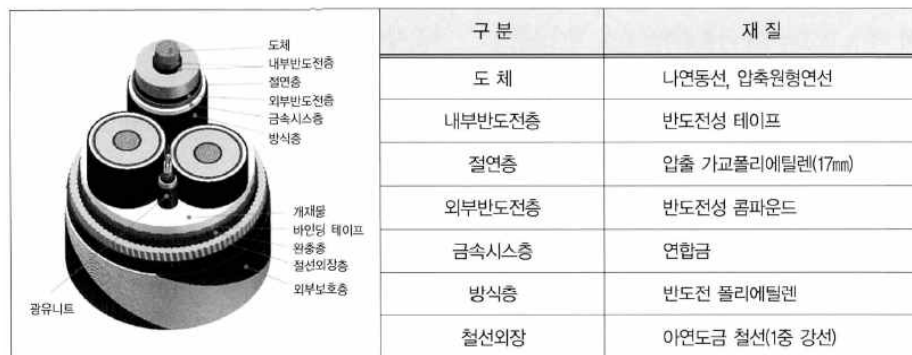 도체
내부반도전층
절연층
외부반도전층
금속시스층
방식층
개재물
바인딩 테이프
완충층
절선외장층
외부보호층
광유니트
구 분 재 질
도 체 나연동선, 압축원형연선
내부반도전층 반도전성 테이프
절연층 압출 가교폴리에틸렌(17㎜)
외부반도전층 반도전성 콤파운드
금속시스층 연합금
방식층 반도전 폴리에틸렌
철선외장 아연도금 철선(1중 강선)